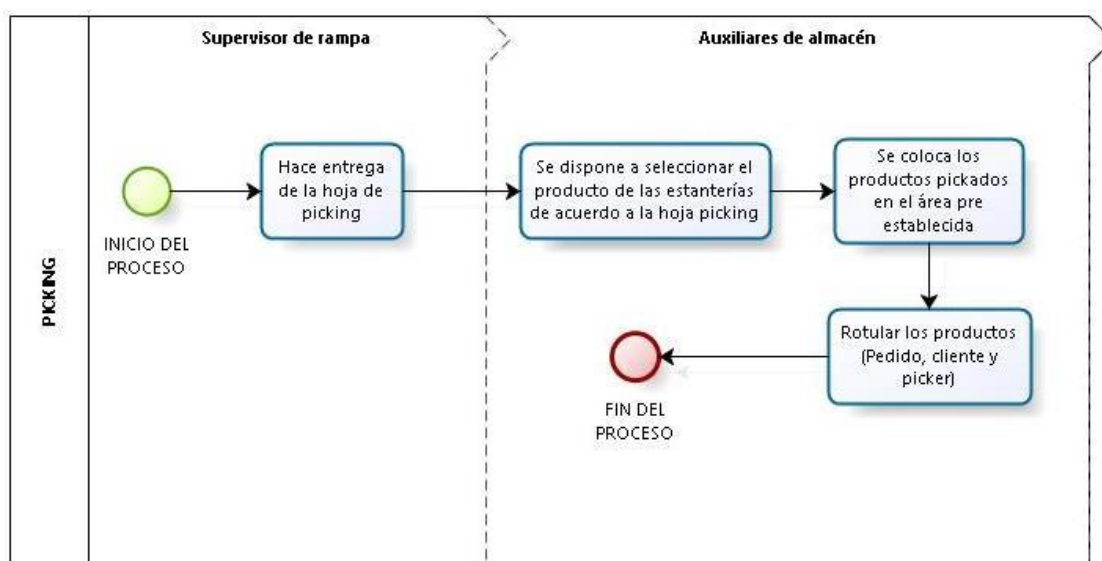 PICKING
Supervisor de rampa
Auxiliares de almacén
INICIO DEL
PROCESO
Hace entrega
de la hoja de
picking
Se dispone a seleccionar el
producto de las estanterías
de acuerdo a la hoja picking
Se coloca los
productos pickados
en el área pre
establecida
Rotular los productos
(Pedido, cliente y
picker)
FIN DEL
PROCESO